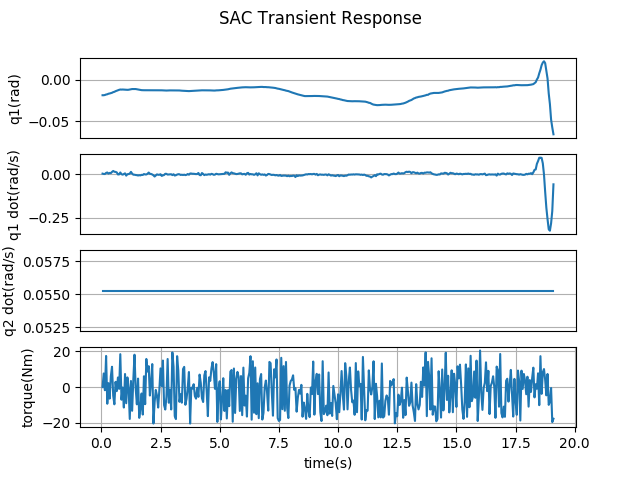 SAC Transient Response
q1(rad)
0.00
−0.05
q1 dot(rad/s)
0.00
−0.25
q2 dot(rad/s)
0.0575
0.0550
0.0525
torque(Nm)
20
0
−20
0.0 2.5 5.0 7.5 10.0 12.5 15.0 17.5 20.0
time(s)